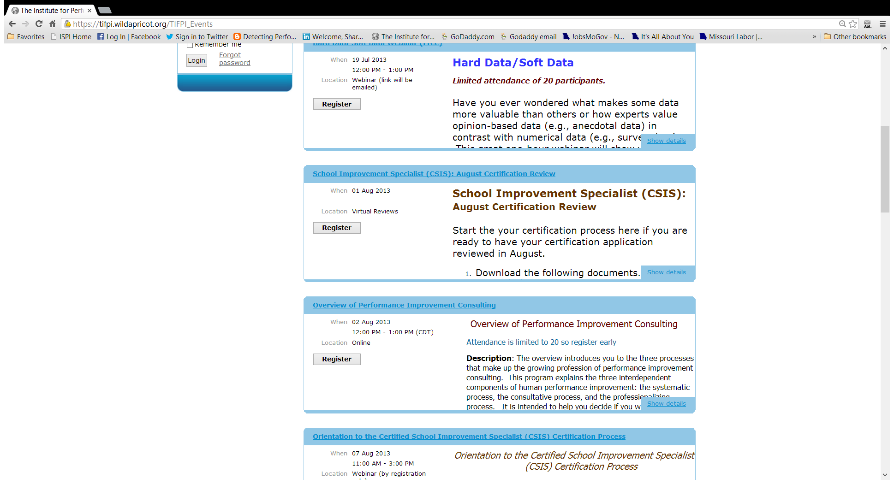 The Institute for Perf
https://tifpi.wildapricot.org/TIFPI_Events
Favorites ISPI Home Log In | Facebook Sign in to Twitter Detecting Perfo... Welcome, Shar... The Institute for... GoDaddy.com Godaddy email JobsMoGov - N... It's All About You Missouri Labor |... » Other bookmarks
Remember me
Login Forgot password
When 19 Jul 2013
12:00 PM - 1:00 PM
Location Webinar (link will be emailed)
Register
Hard Data/Soft Data
Limited attendance of 20 participants.
Have you ever wondered what makes some data
more valuable than others or how experts value
opinion-based data (e.g., anecdotal data) in
contrast with numerical data (e.g., surve
This great one-hour webinar will show
Show details
School Improvement Specialist (CSIS): August Certification Review
When 01 Aug 2013
Location Virtual Reviews
Register
School Improvement Specialist (CSIS):
August Certification Review
Start the your certification process here if you are
ready to have your certification application
reviewed in August.
1. Download the following documents.
Show details
Overview of Performance Improvement Consulting
When 02 Aug 2013
12:00 PM - 1:00 PM (CDT)
Location Online
Register
Overview of Performance Improvement Consulting
Attendance is limited to 20 so register early
Description: The overview introduces you to the three processes
that make up the growing profession of performance improvement
consulting. This program explains the three interdependent
components of human performance improvement: the systematic
process, the consultative process, and the professionalizing
process. It is intended to help you decide if you w
Show details
Orientation to the Certified School Improvement Specialist (CSIS) Certification Process
When 07 Aug 2013
11:00 AM - 3:00 PM
Location Webinar (by registration
Orientation to the Certified School Improvement Specialist
(CSIS) Certification Process